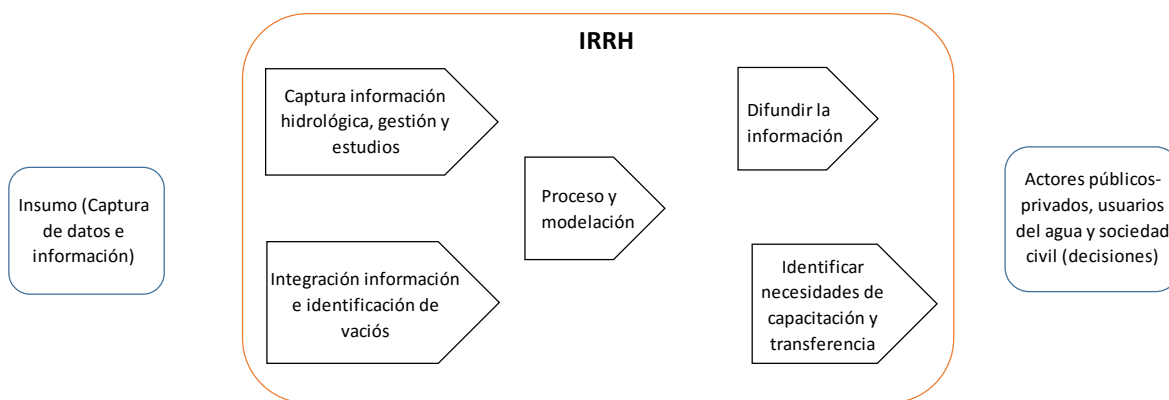 IRRH
Insumo (Captura
de datos e
información)
Captura información
hidrológica, gestión y
estudios
Integración información
e identificación de
vaciós
Proceso y
modelación
Difundir la
información
Identificar
necesidades de
capacitación y
transferencia
Actores públicos-
privados, usuarios
del agua y sociedad
civil (decisiones)